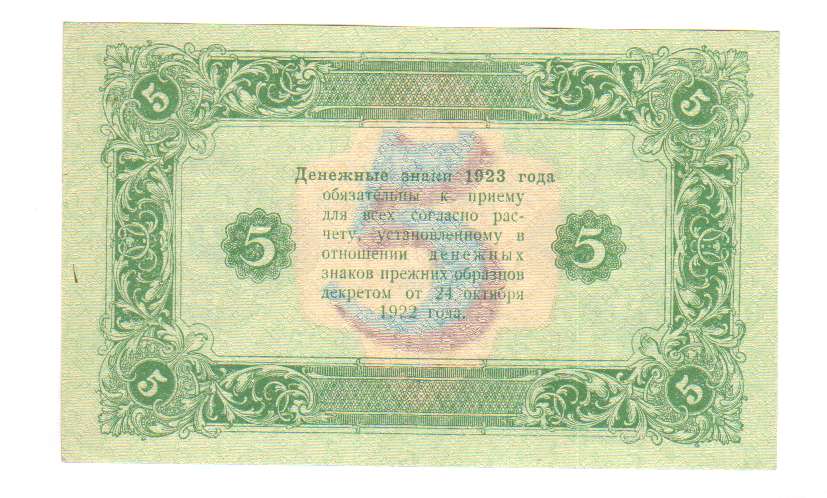 5 5
Денежные знаки 1923 года
обязательны к приему
для всех согласно рас-
чету, установленному в
5 5 5
отношении денежных
знаков прежних образцов
декретом от 24 октября
1922 года.
5 5